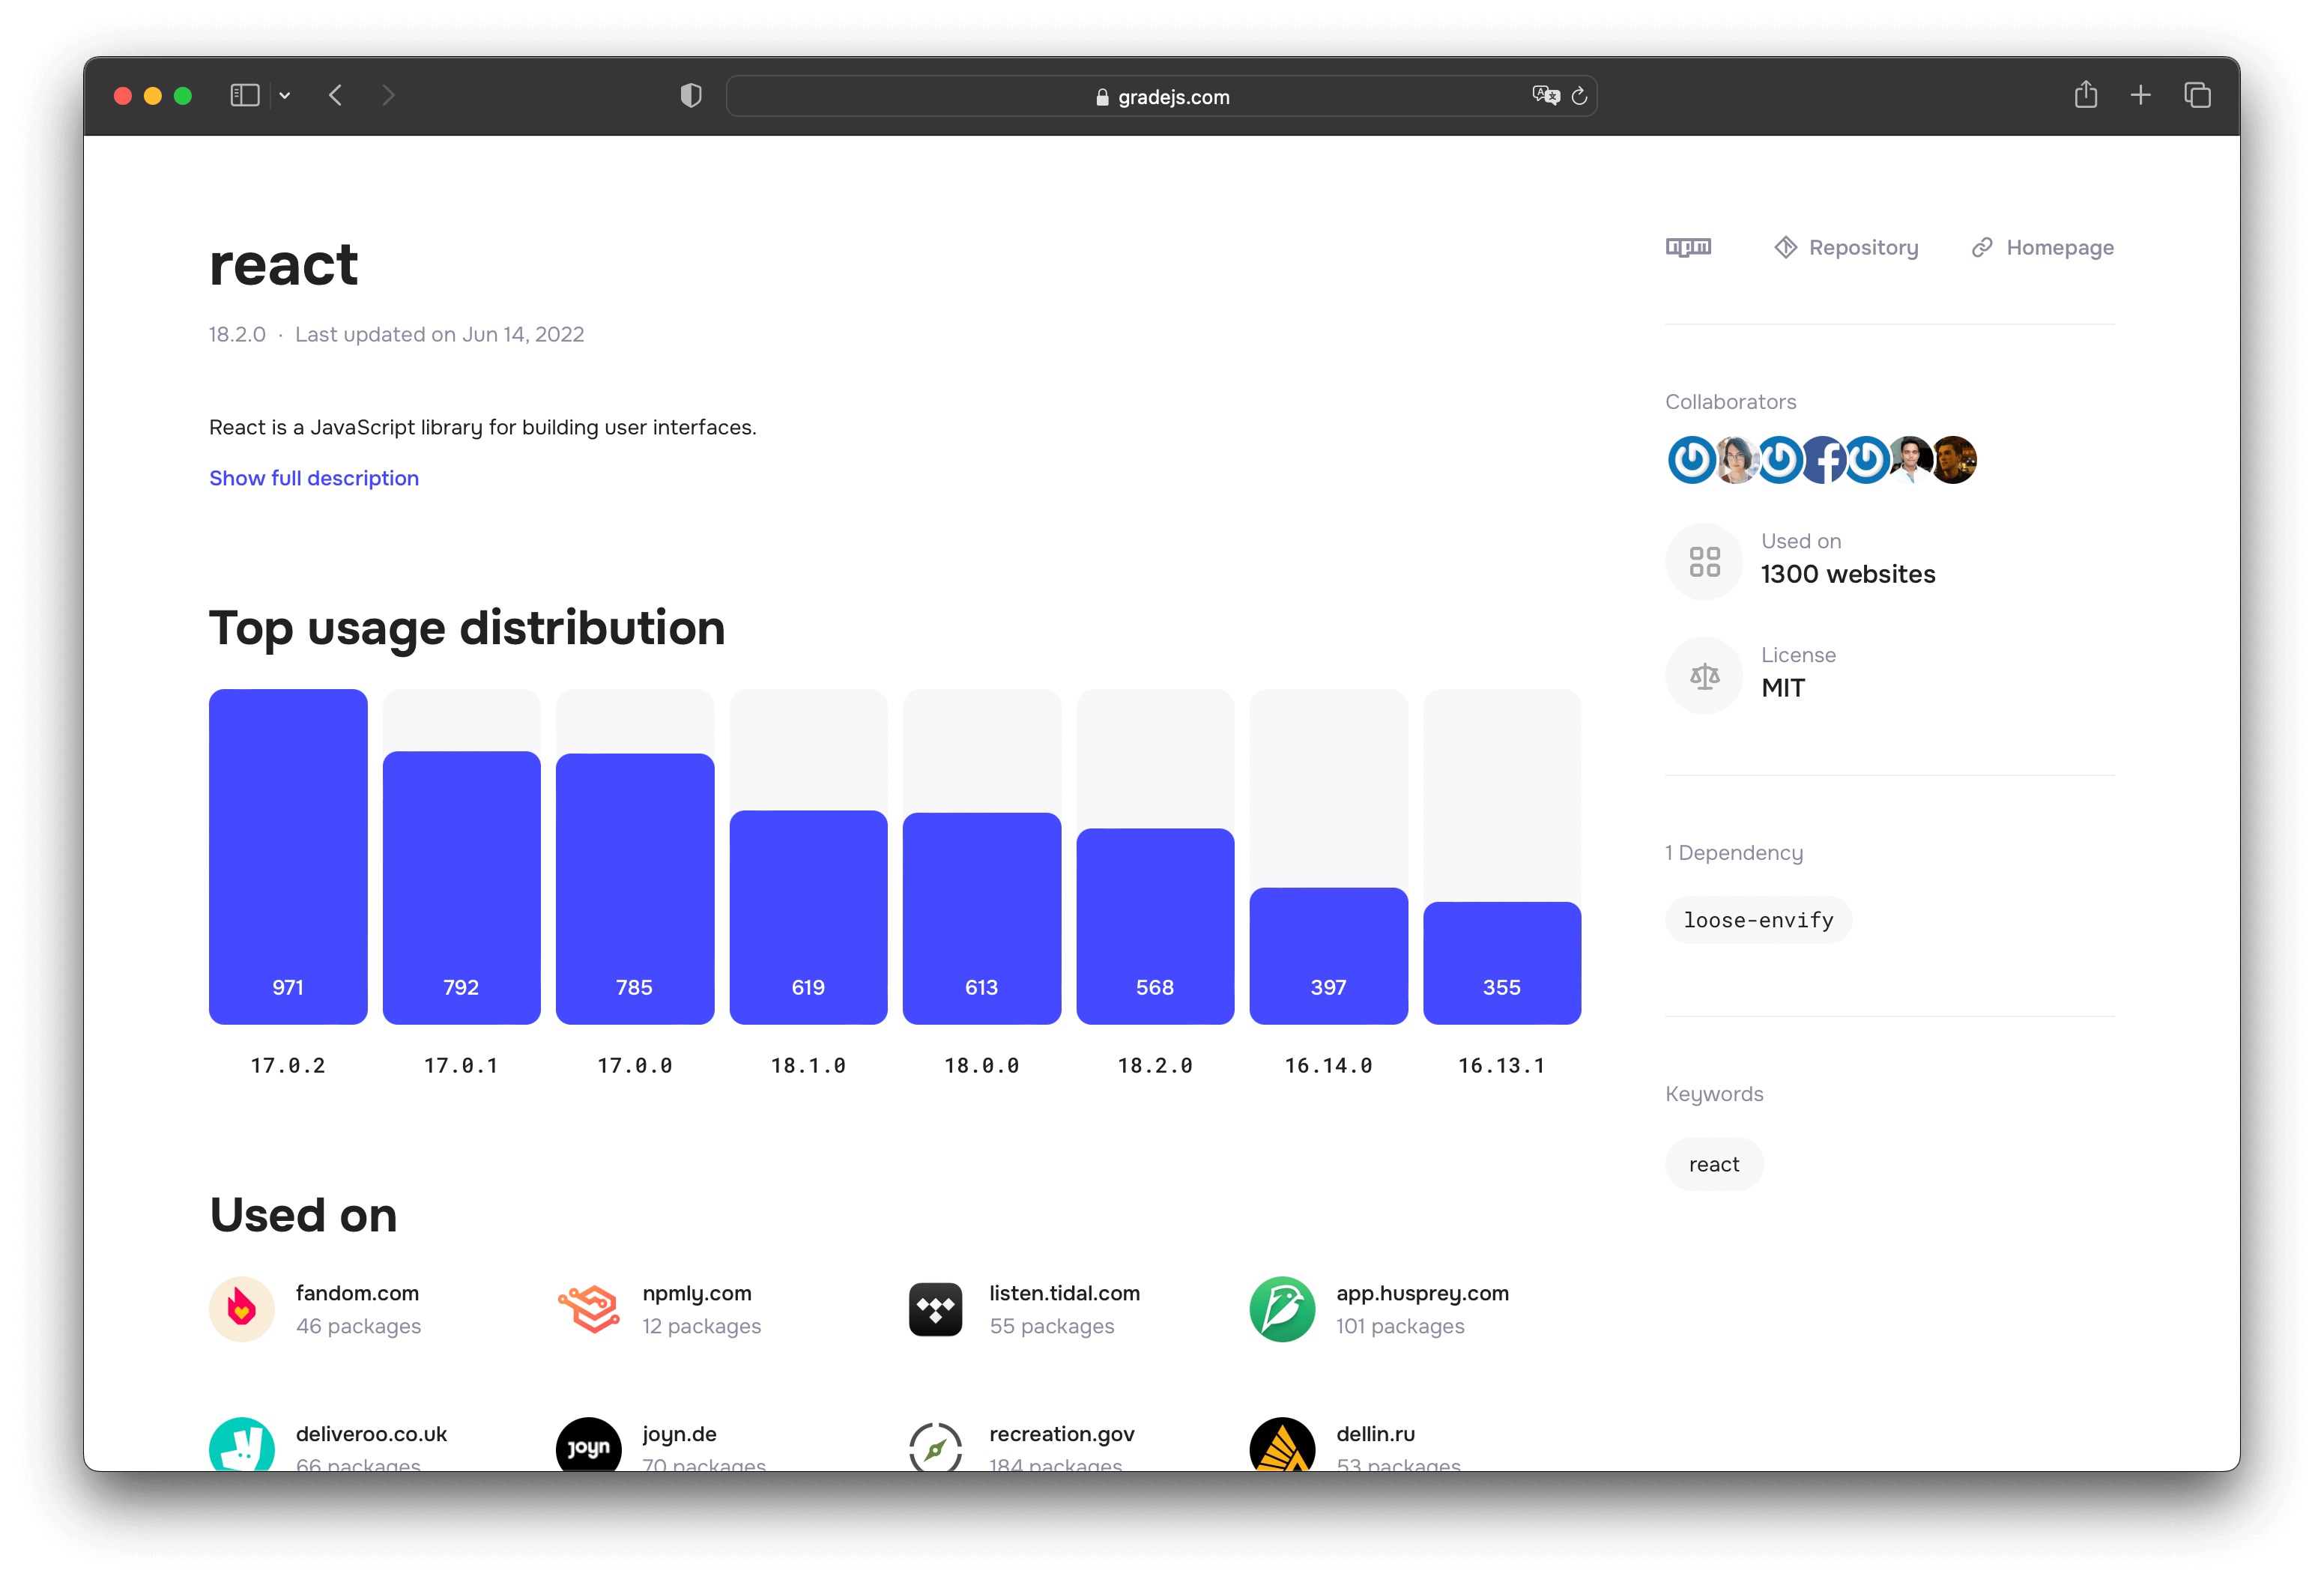 gradejs.com
react
18.2.0 · Last updated on Jun 14, 2022
React is a JavaScript library for building user interfaces.
Show full description
Top usage distribution
971 792 785 619 613 568 397 355
17.0.2 17.0.1 17.0.0 18.1.0 18.0.0 18.2.0 16.14.0 16.13.1
Used on
fandom.com
46 packages
npmly.com
12 packages
listen.tidal.com
55 packages
app.husprey.com
101 packages
deliveroo.co.uk
66 packages
joyn
joyn.de
70 packages
recreation.gov
184 packages
dellin.ru
53 packages
npm Repository Homepage
Collaborators
Used on
1300 websites
License
MIT
1 Dependency
loose-envify
Keywords
react